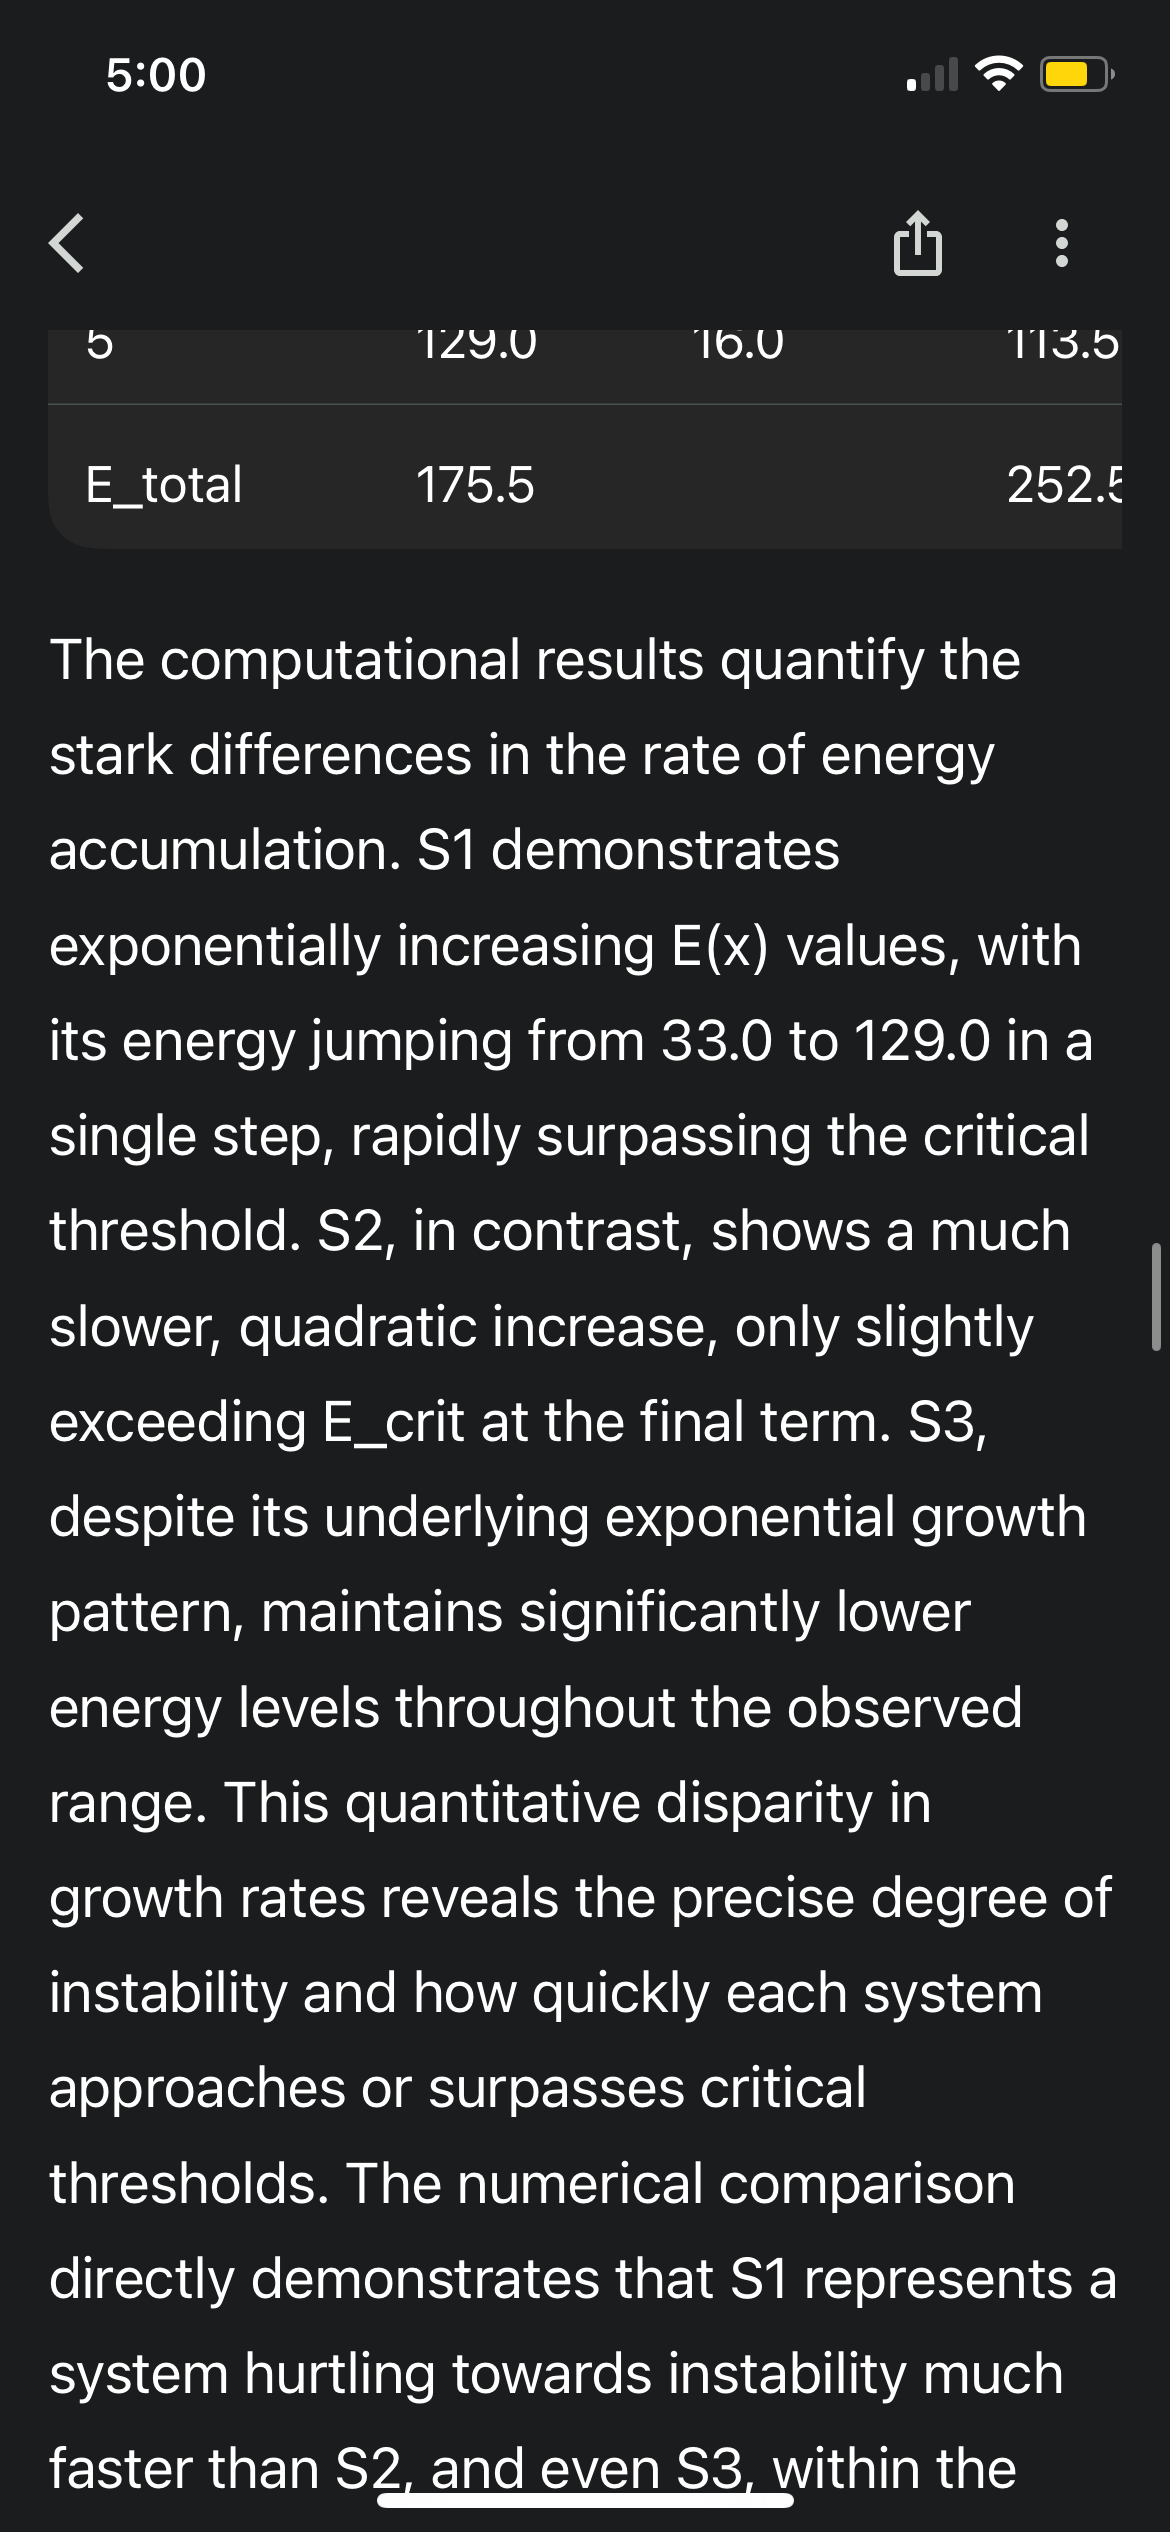 5:00
5 129.0 16.0 113.5
E_total 175.5 252.5
The computational results quantify the
stark differences in the rate of energy
accumulation. S1 demonstrates
exponentially increasing E(x) values, with
its energy jumping from 33.0 to 129.0 in a
single step, rapidly surpassing the critical
threshold. S2, in contrast, shows a much
slower, quadratic increase, only slightly
exceeding E_crit at the final term. S3,
despite its underlying exponential growth
pattern, maintains significantly lower
energy levels throughout the observed
range. This quantitative disparity in
growth rates reveals the precise degree of
instability and how quickly each system
approaches or surpasses critical
thresholds. The numerical comparison
directly demonstrates that S1 represents a
system hurtling towards instability much
faster than S2, and even S3, within the